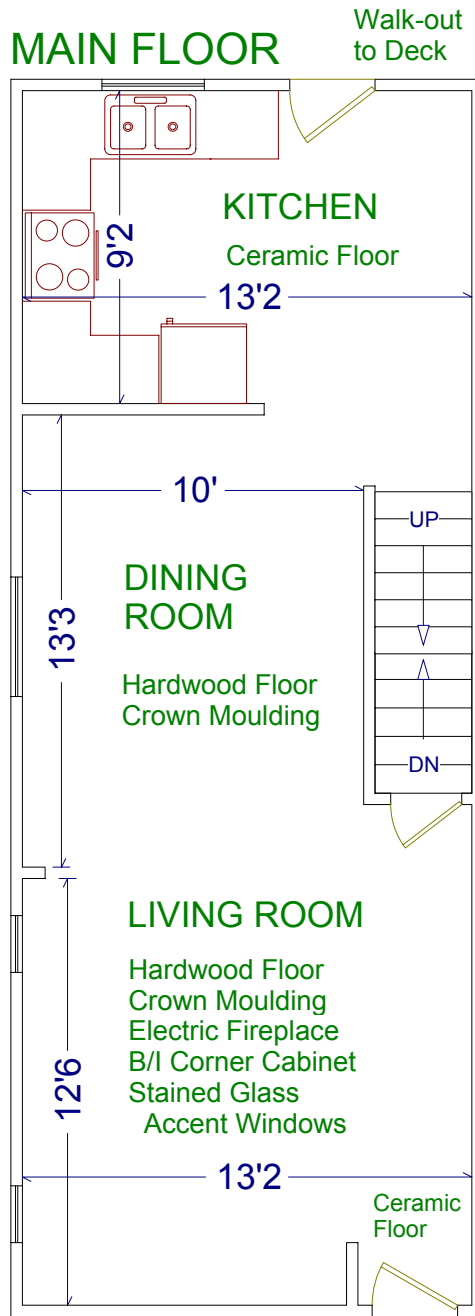 MAIN FLOOR
Walk-out
to Deck
KITCHEN
Ceramic Floor
9'2
13'2
10'
UP
DINING
ROOM
13'3
Hardwood Floor
Crown Moulding
DN
LIVING ROOM
Hardwood Floor
Crown Moulding
Electric Fireplace
B/I Corner Cabinet
Stained Glass
Accent Windows
12'6
13'2
Ceramic
Floor